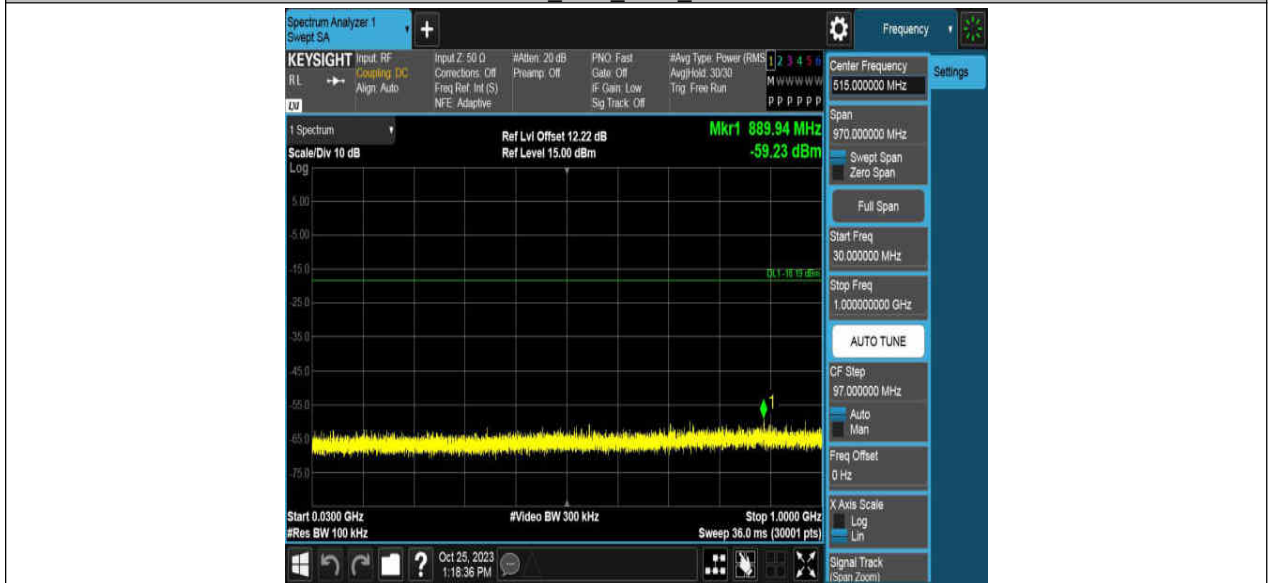 Spectrum Analyzer 1
Swept SA
+
Frequency
KEYSIGHT
RL
LXI
Input: RF
Coupling: DC
Align: Auto
Input Z: 50 Ω
Corrections: Off
Freq Ref: Int (S)
NFE: Adaptive
#Atten: 20 dB
Preamp: Off
PNO: Fast
Gate: Off
IF Gain: Low
Sig Track: Off
#Avg Type: Power (RMS
Avg|Hold: 30/30
Trig: Free Run
1 2 3 4 5 6
M W W W W W
P P P P P P
Center Frequency
515.000000 MHz
Settings
1 Spectrum
Scale/Div 10 dB
Log
Ref Lvl Offset 12.22 dB
Ref Level 15.00 dBm
Mkr1 889.94 MHz
-59.23 dBm
Span
970.000000 MHz
Swept Span
Zero Span
Full Span
Start Freq
30.000000 MHz
Stop Freq
1.000000000 GHz
AUTO TUNE
CF Step
97.000000 MHz
Auto
Man
Freq Offset
0 Hz
X Axis Scale
Log
Lin
Signal Track
(Span Zoom)
5.00
-5.00
-15.0
-25.0
-35.0
-45.0
-55.0
-65.0
-75.0
1
Start 0.0300 GHz
#Res BW 100 kHz
#Video BW 300 kHz
Stop 1.0000 GHz
Sweep 36.0 ms (30001 pts)
?
Oct 25, 2023
1:18:36 PM